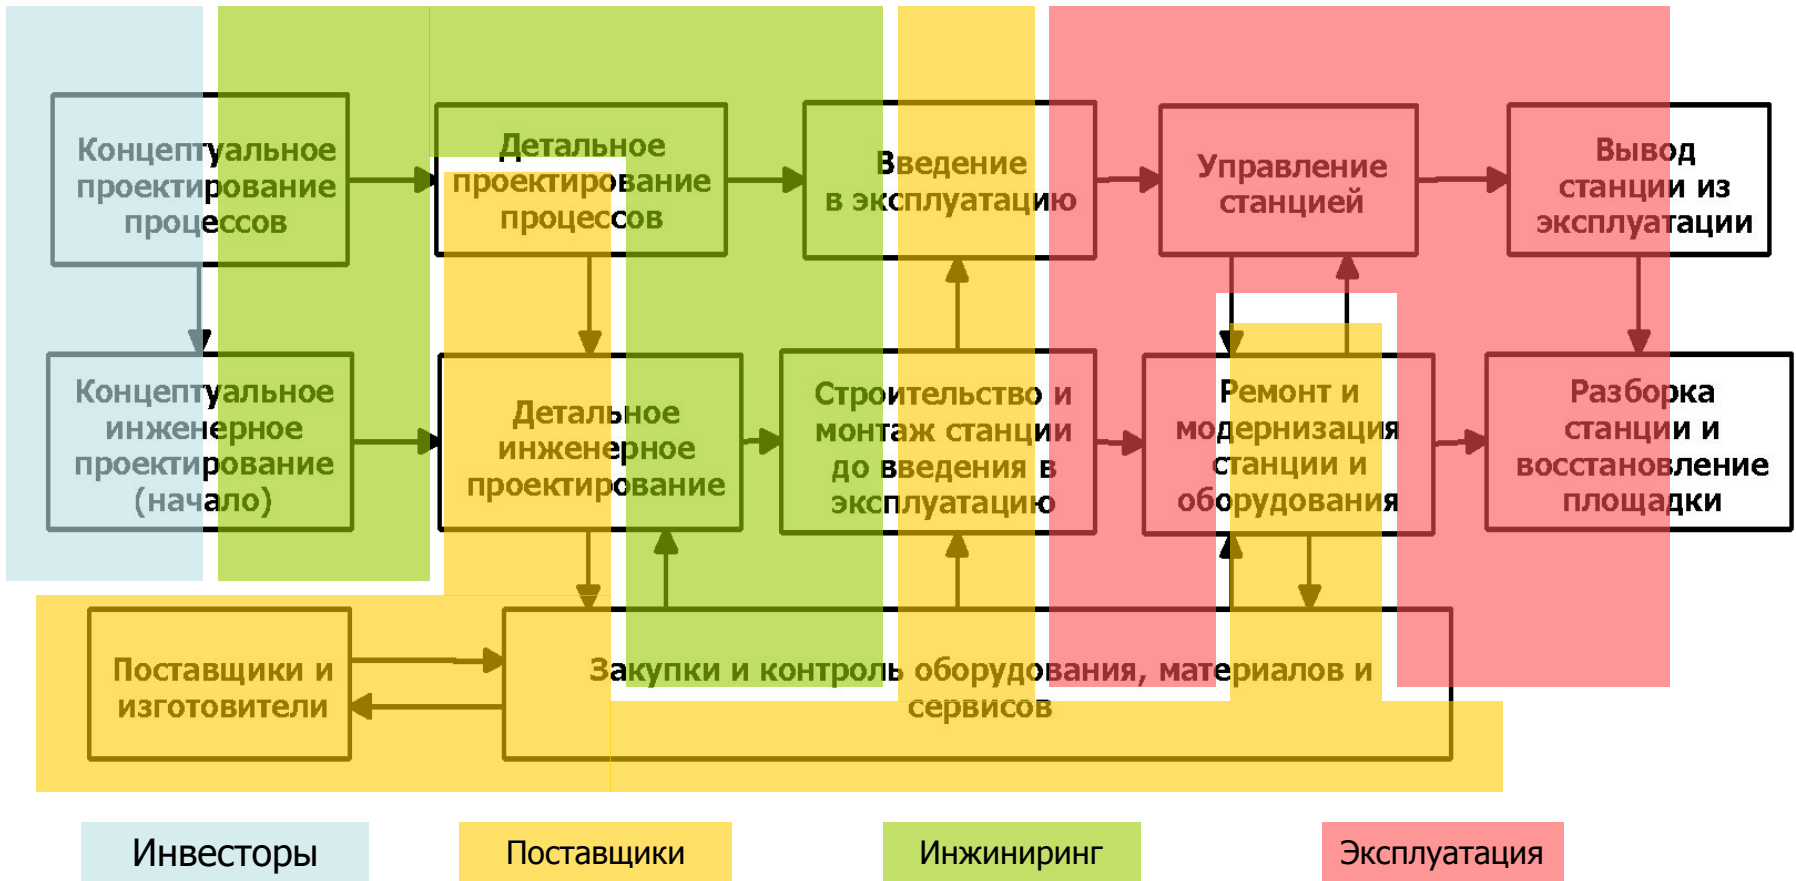 Концептуальное
проектирование
процессов
Детальное
проектирование
процессов
Введение
в эксплуатацию
Управление
станцией
Вывод
станции из
эксплуатации
Концептуальное
инженерное
проектирование
(начало)
Детальное
инженерное
проектирование
Строительство и
монтаж станции
до введения в
эксплуатацию
Ремонт и
модернизация
станции и
оборудования
Разборка
станции и
восстановление
площадки
Поставщики и
изготовители
Закупки и контроль оборудования, материалов и
сервисов
Инвесторы
Поставщики
Инжиниринг
Эксплуатация